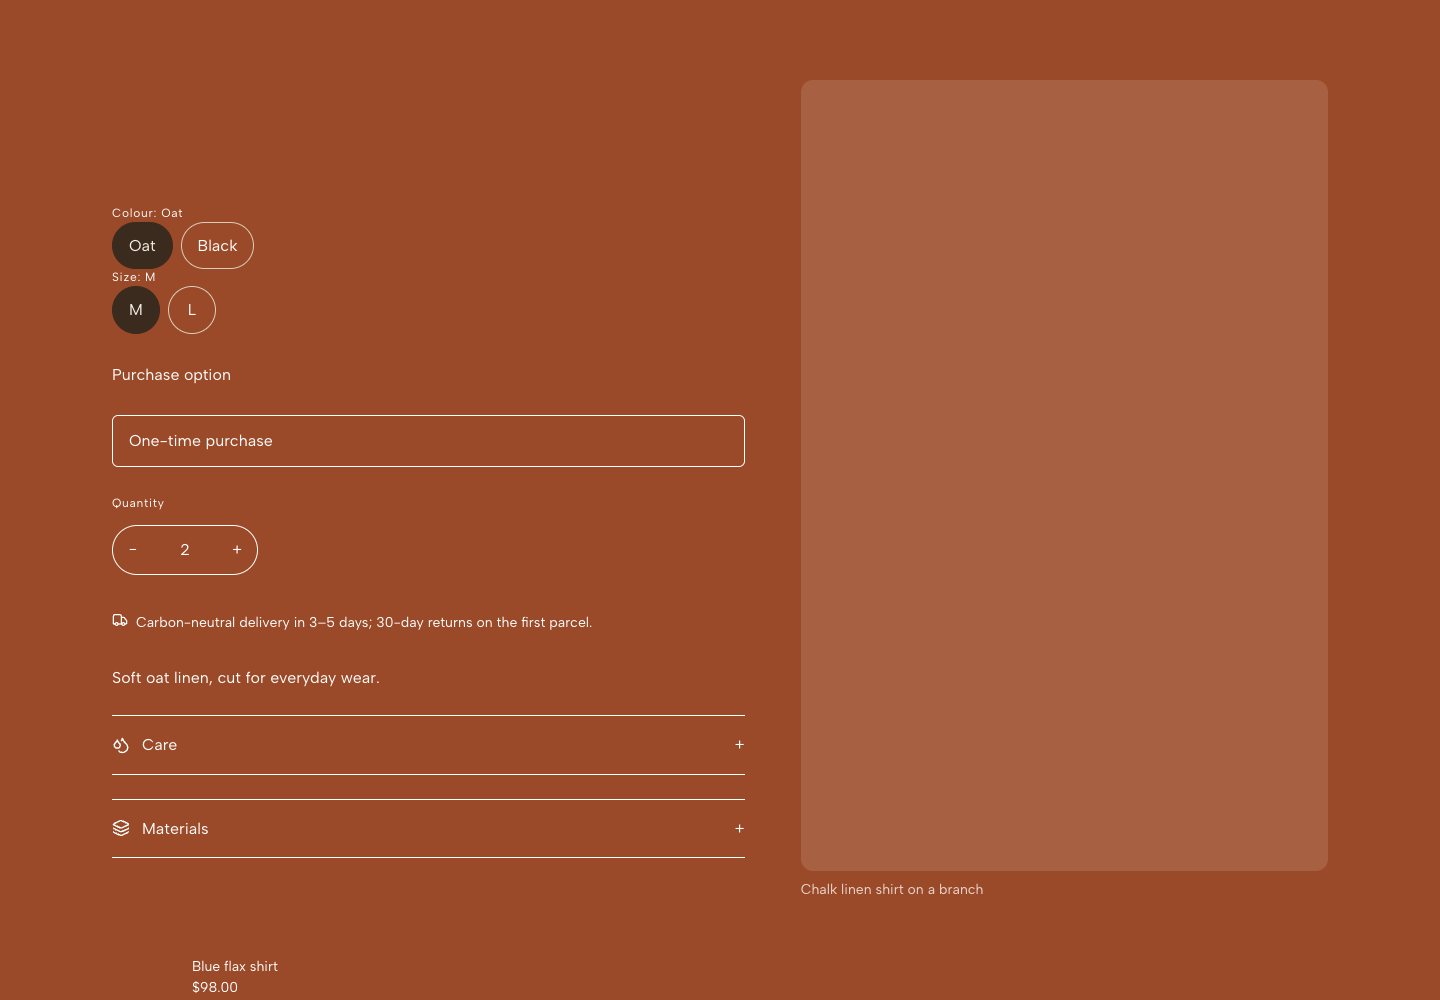 Colour: Oat
Oat
Black
Size: M
M
L
Purchase option
One-time purchase
Quantity
- 2 +
Carbon-neutral delivery in 3–5 days; 30-day returns on the first parcel.
Soft oat linen, cut for everyday wear.
Care +
Materials +
Chalk linen shirt on a branch
Blue flax shirt
$98.00